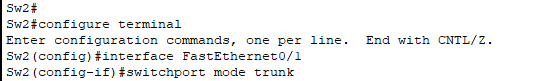 Sw2#
Sw2#configure terminal
Enter configuration commands, one per line.  End with CNTL/Z.
Sw2(config)#interface FastEthernet0/1
Sw2(config-if)#switchport mode trunk